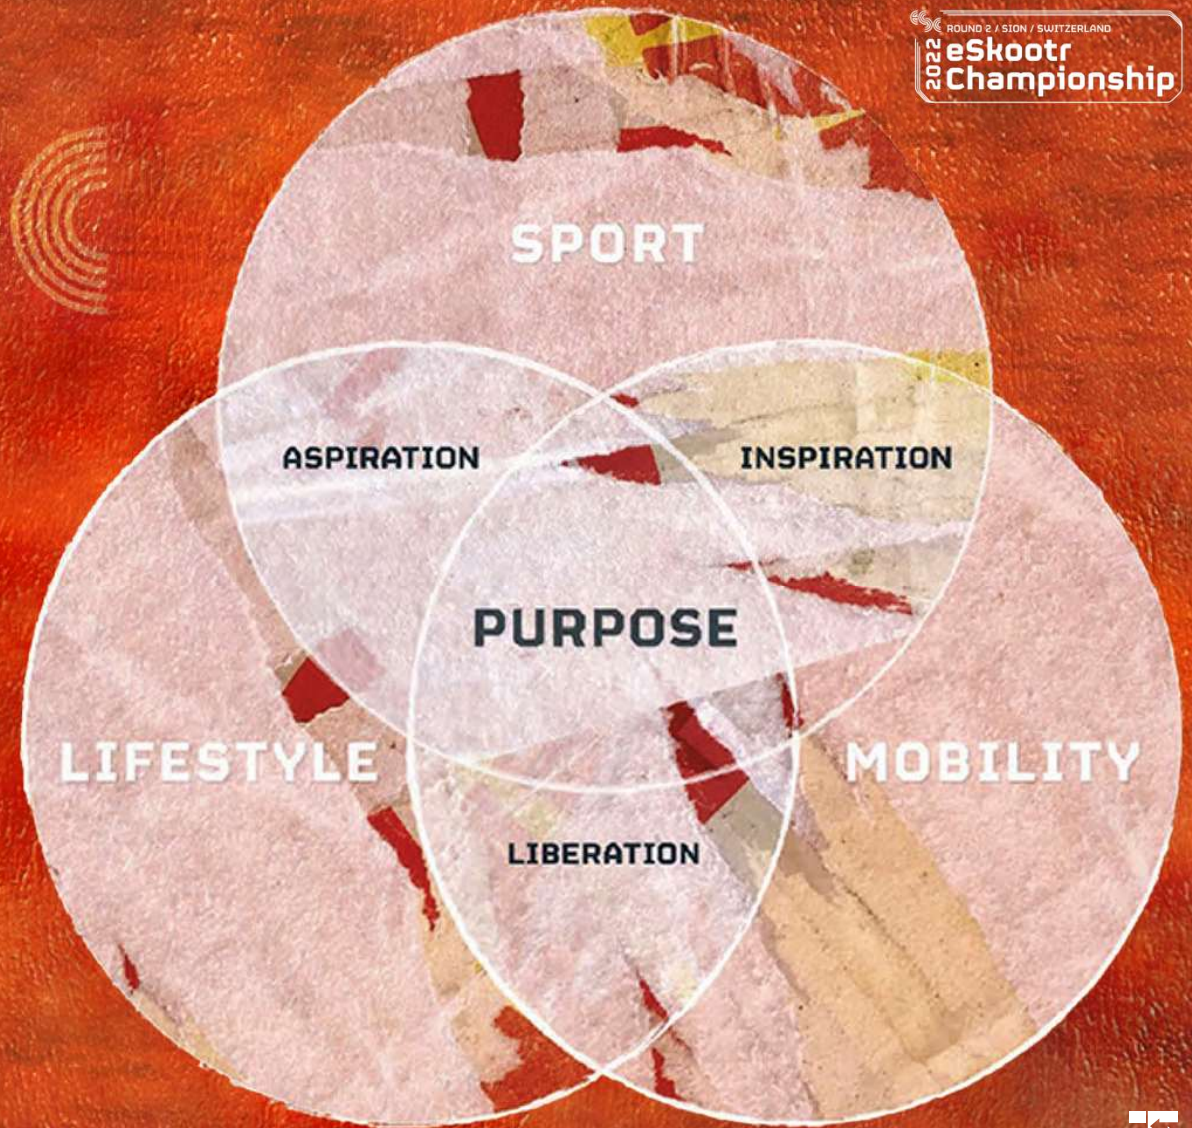 ROUND 2 / SION / SWITZERLAND
2022
eSkootr
Championship
SPORT
ASPIRATION
INSPIRATION
PURPOSE
LIFESTYLE
MOBILITY
LIBERATION